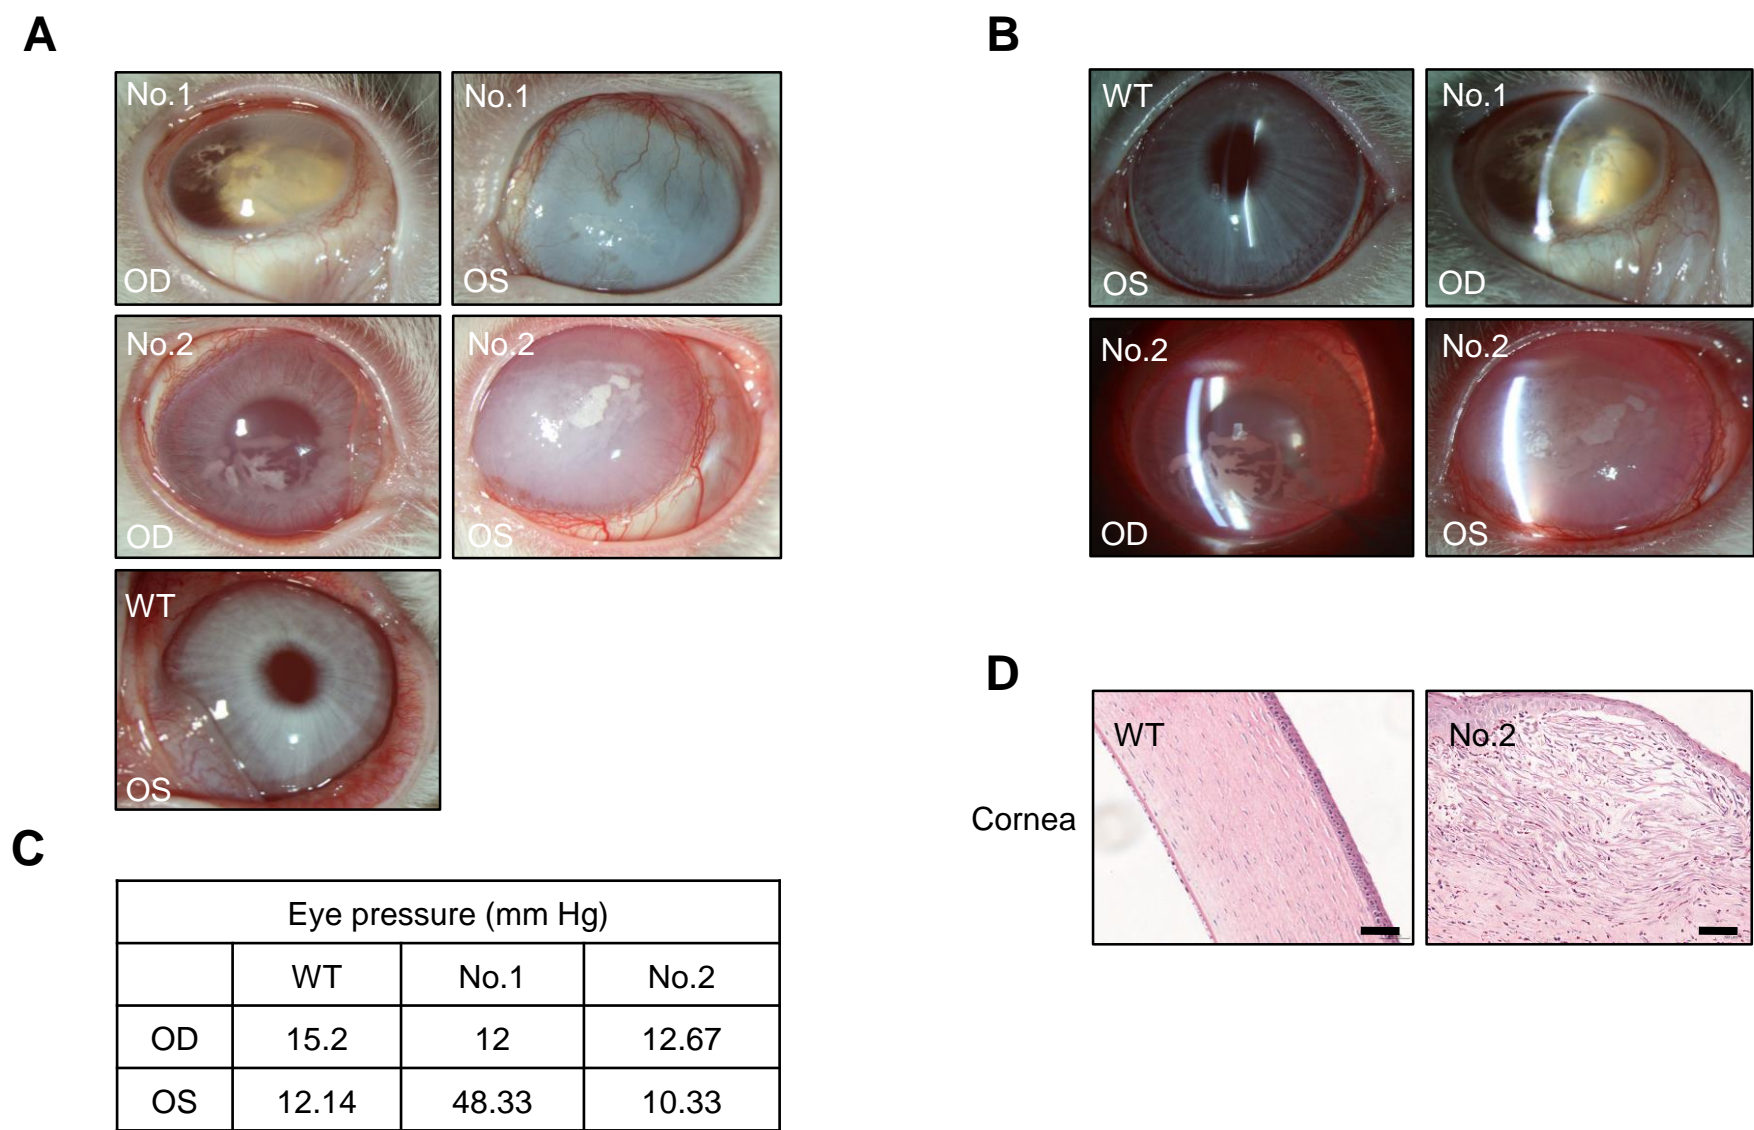 A
No.1
OD
No.1
OS
No.2
OD
No.2
OS
WT
OS
B
WT
OS
No.1
OD
No.2
OD
No.2
OS
C
Eye pressure (mm Hg)
WT No.1 No.2
OD 15.2 12 12.67
OS 12.14 48.33 10.33
D
Cornea
WT
No.2